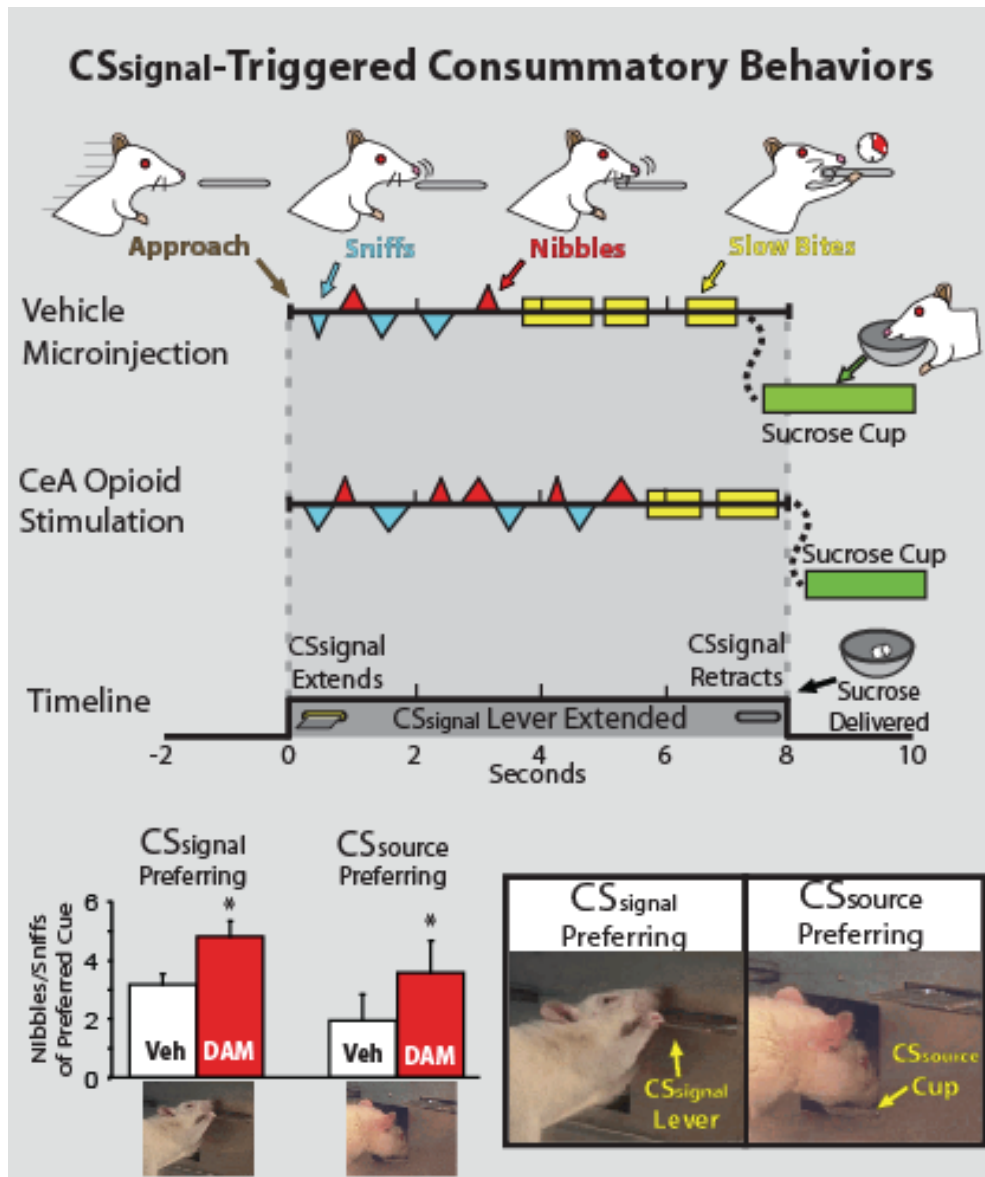 CSsignal-Triggered Consummatory Behaviors
Approach
Sniffs
Nibbles
Slow Bites
Vehicle
Microinjection
Sucrose Cup
CeA Opioid
Stimulation
Sucrose Cup
CSsignal
Extends
CSsignal
Retracts
Timeline
CSsignal Lever Extended
Sucrose
Delivered
-2 0 2 4 6 8 10
Seconds
CSsignal
Preferring
CSsource
Preferring
Nibbles/Sniffs
of Preferred Cue
6
4
2
0
*
*
Veh DAM
Veh DAM
CSsignal
Preferring
CSsource
Preferring
CSsignal
Lever
CSsource
Cup